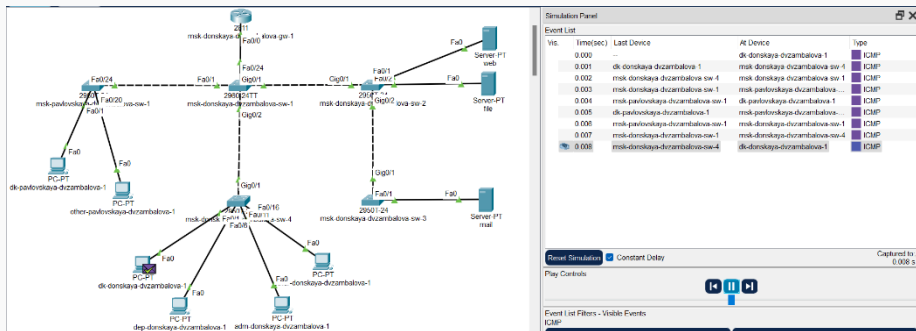 Simulation Panel
Event List
Vis. Time(sec) Last Device At Device Type
0.000 -- dk-donskaya-dvzambalova-1 ICMP
0.001 dk-donskaya-dvzambalova-1 msk-donskaya-dvzambalova-sw-4 ICMP
0.002 msk-donskaya-dvzambalova-sw-4 msk-donskaya-dvzambalova-sw-1 ICMP
0.003 msk-donskaya-dvzambalova-sw-1 msk-pavlovskaya-dvzambalova-... ICMP
0.004 msk-pavlovskaya-dvzambalova-sw-1 dk-pavlovskaya-dvzambalova-1 ICMP
0.005 dk-pavlovskaya-dvzambalova-1 msk-pavlovskaya-dvzambalova-... ICMP
0.006 msk-pavlovskaya-dvzambalova-sw-1 msk-donskaya-dvzambalova-sw-1 ICMP
0.007 msk-donskaya-dvzambalova-sw-1 msk-donskaya-dvzambalova-sw-4 ICMP
0.008 msk-donskaya-dvzambalova-sw-4 dk-donskaya-dvzambalova-1 ICMP
Reset Simulation Constant Delay
Captured to:
0.008 s
Play Controls
Event List Filters - Visible Events
ICMP
2811
Fa0/0
Fa0/24
Fa0/24
Fa0/1
Gig0/1
Gig0/1
Fa0/1
Fa0/2
Fa0
Server-PT
web
Fa0
Server-PT
file
Fa0/20
Fa0/1
msk-donskaya-dvzambalova-sw-1
Gig0/2
Gig0/2
Fa0
Fa0
PC-PT
dk-pavlovskaya-dvzambalova-1
PC-PT
other-pavlovskaya-dvzambalova-1
Gig0/1
Fa0/16
Fa0/6
Fa0/1
2950T-24
msk-donskaya-dvzambalova-sw-3
Fa0
Server-PT
mail
Fa0
PC-PT
dk-donskaya-dvzambalova-1
Fa0
PC-PT
-donskaya-dvzambalova-1
Fa0
PC-PT
dep-donskaya-dvzambalova-1
Fa0
PC-PT
adm-donskaya-dvzambalova-1